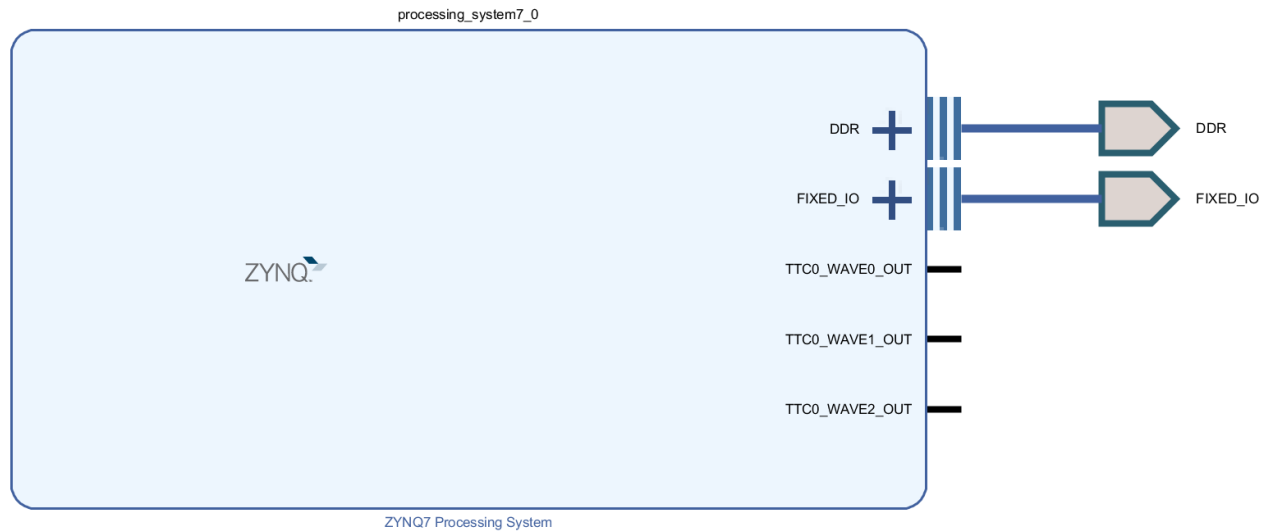 processing_system7_0
DDR
DDR
FIXED_IO
FIXED_IO
ZYNQ
TTC0_WAVE0_OUT
TTC0_WAVE1_OUT
TTC0_WAVE2_OUT
ZYNQ7 Processing System